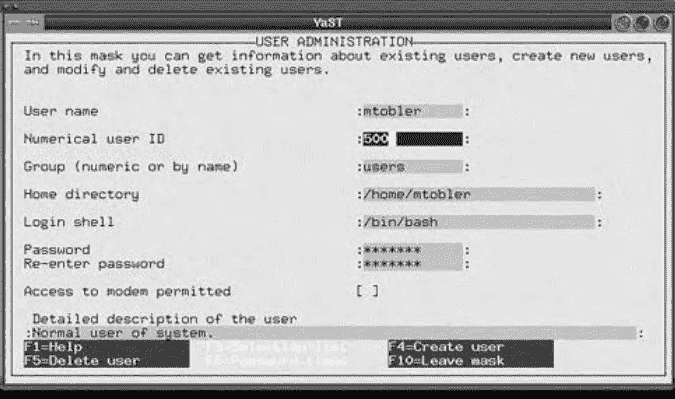 YaST
USER ADMINISTRATION
In this mask you can get information about existing users, create new users,
and modify and delete existing users.
User name :mtobler :
Numerical user ID :500 :
Group (numeric or by name) :users :
Home directory :/home/mtobler :
Login shell :/bin/bash :
Password :******* :
Re-enter password :******* :
Access to modem permitted [ ]
Detailed description of the user
:Normal user of system. :
F1=Help F3=Selection list F4=Create user
F5=Delete user F10=Leave mask